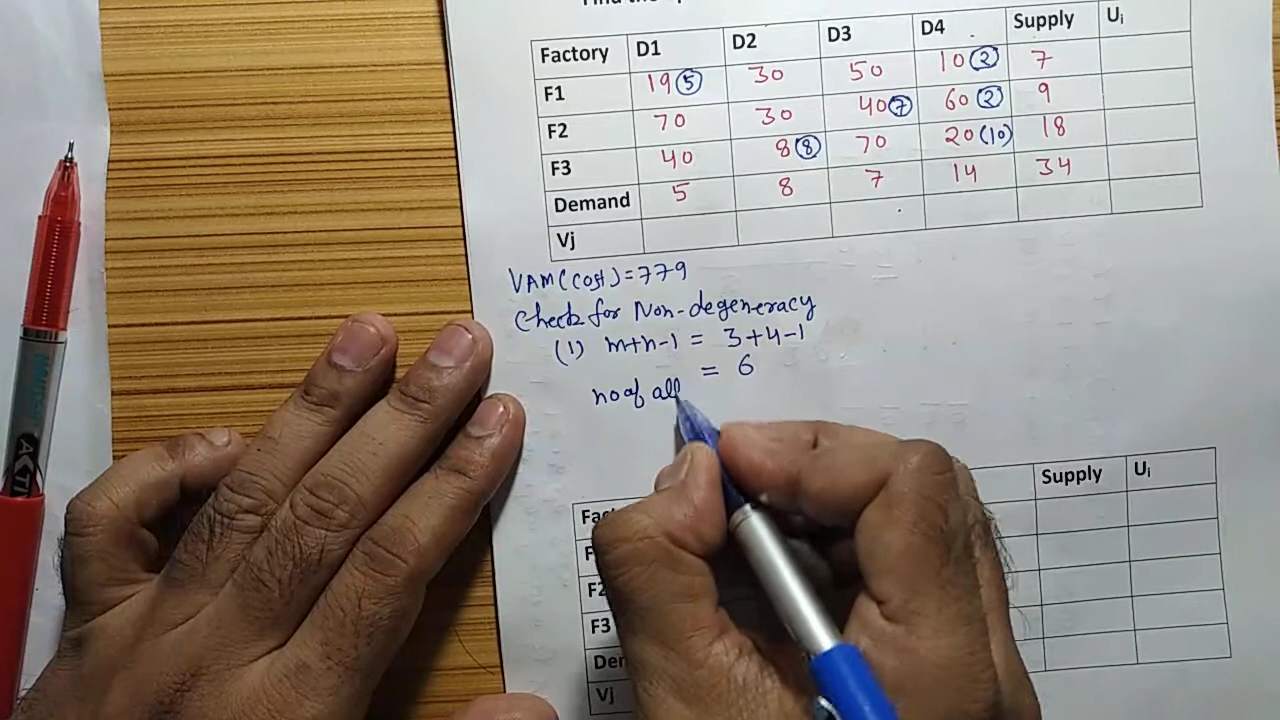 Factory D1 D2 D3 D4 Supply Ui
F1 19 (5) 30 50 10 (2) 7
F2 70 30 40 (7) 60 (2) 9
F3 40 8 (8) 70 20 (10) 18
Demand 5 8 7 14 34
Vj
VAM(cost)=779
Check for Non-degeneracy
(1) m+n-1 = 3+4-1
= 6
no of all
Supply Ui
F2
F3
Vj